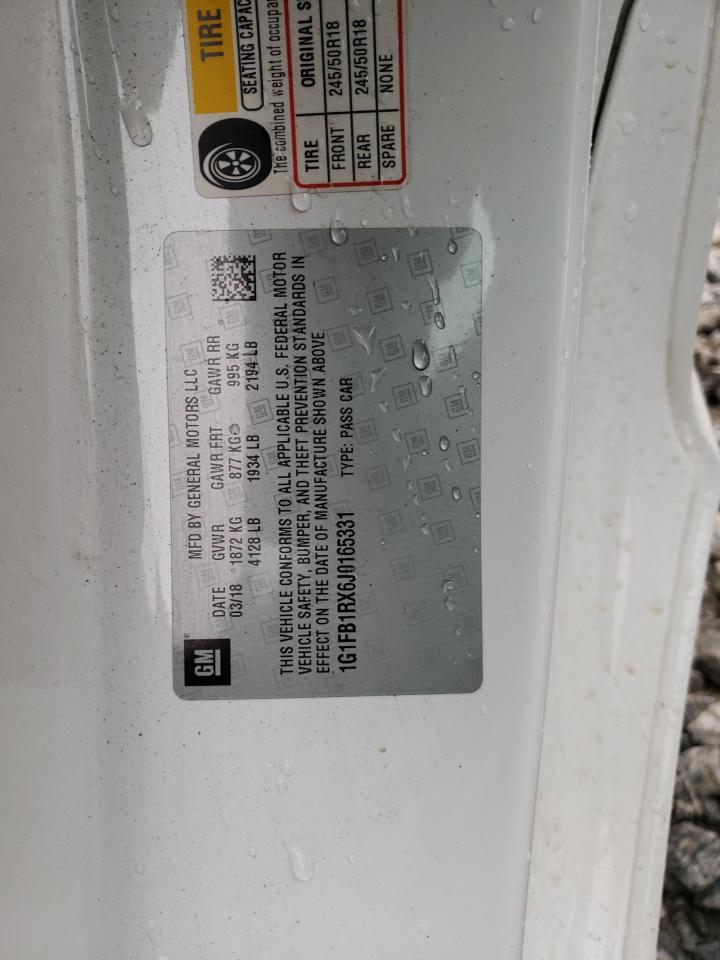 TIRE
SEATING CAPAC
The combined weight of occupa
TIRE ORIGINAL S
FRONT 245/50R18
REAR 245/50R18
SPARE NONE
MFD BY GENERAL MOTORS LLC
GM
DATE GVWR GAWR FRT GAWR RR
03/18 1872 KG 877 KG 995 KG
4128 LB 1934 LB 2194 LB
THIS VEHICLE CONFORMS TO ALL APPLICABLE U.S. FEDERAL MOTOR
VEHICLE SAFETY, BUMPER, AND THEFT PREVENTION STANDARDS IN
EFFECT ON THE DATE OF MANUFACTURE SHOWN ABOVE
1G1FB1RX6J0165331 TYPE: PASS CAR